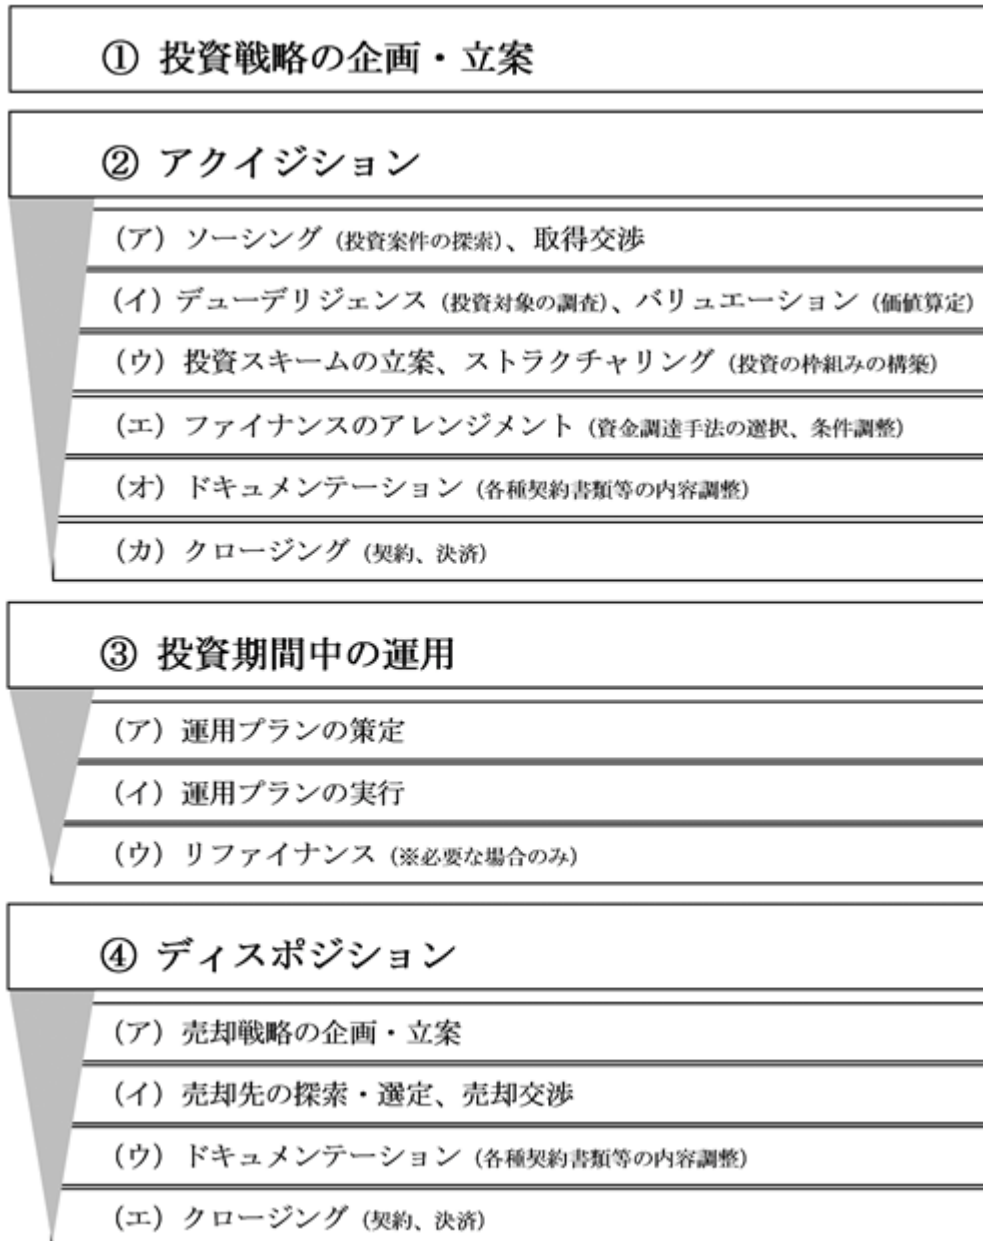 ① 投資戦略の企画・立案
② アクイジション
（ア）ソーシング（投資案件の探索）、取得交渉
（イ）デューデリジェンス（投資対象の調査）、バリュエーション（価値算定）
（ウ）投資スキームの立案、ストラクチャリング（投資の枠組みの構築）
（エ）ファイナンスのアレンジメント（資金調達手法の選択、条件調整）
（オ）ドキュメンテーション（各種契約書類等の内容調整）
（カ）クロージング（契約、決済）
③ 投資期間中の運用
（ア）運用プランの策定
（イ）運用プランの実行
（ウ）リファイナンス（※必要な場合のみ）
④ ディスポジション
（ア）売却戦略の企画・立案
（イ）売却先の探索・選定、売却交渉
（ウ）ドキュメンテーション（各種契約書類等の内容調整）
（エ）クロージング（契約、決済）